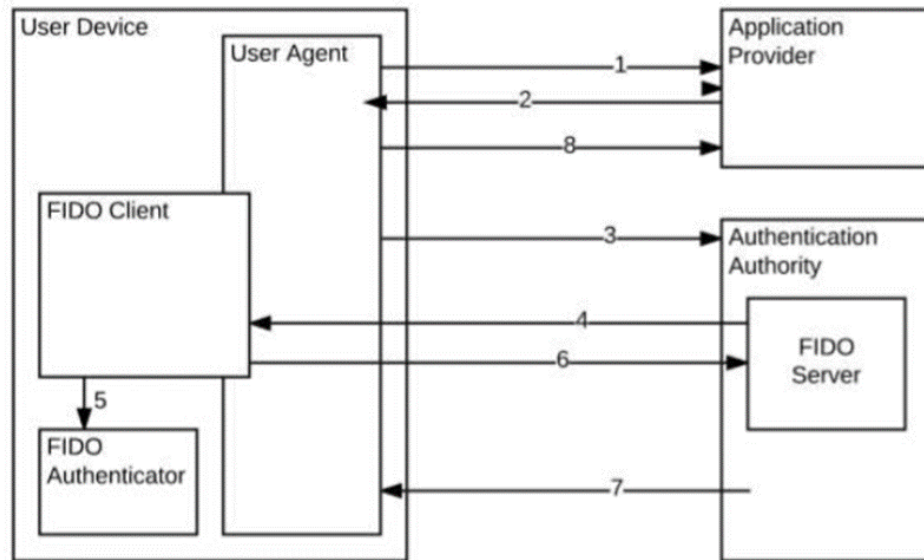 User Device
User Agent
Application
Provider
1
2
8
FIDO Client
3
Authentication
Authority
4
FIDO
Server
6
5
FIDO
Authenticator
7